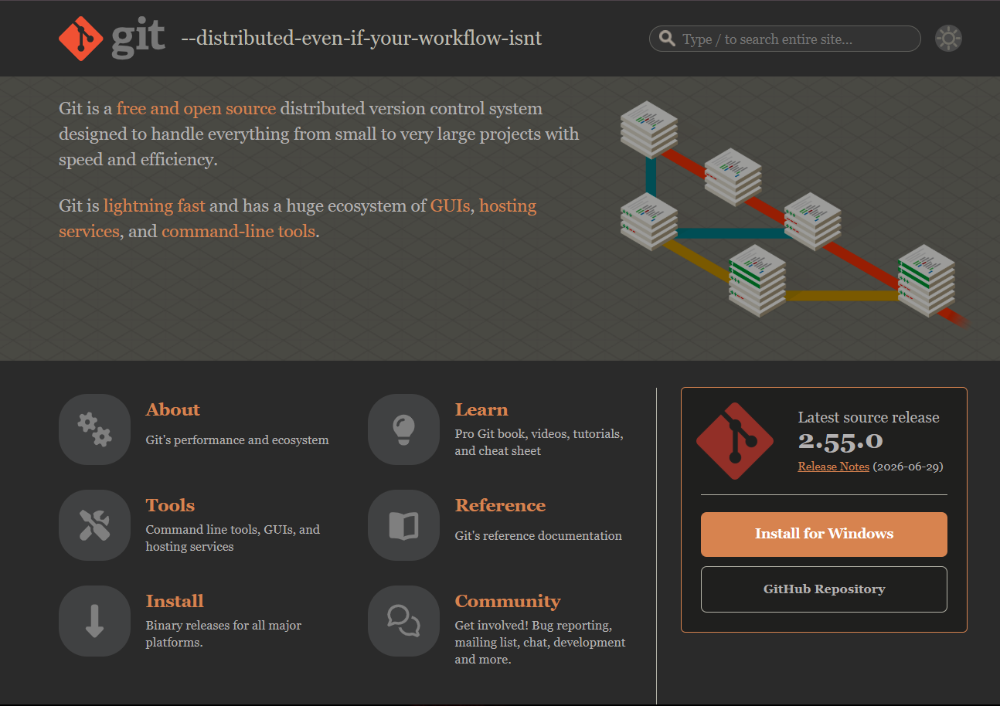 git --distributed-even-if-your-workflow-isnt
Type / to search entire site...
Git is a free and open source distributed version control system
designed to handle everything from small to very large projects with
speed and efficiency.
Git is lightning fast and has a huge ecosystem of GUIs, hosting
services, and command-line tools.
About
Git's performance and ecosystem
Learn
Pro Git book, videos, tutorials,
and cheat sheet
Tools
Command line tools, GUIs, and
hosting services
Reference
Git's reference documentation
Install
Binary releases for all major
platforms.
Community
Get involved! Bug reporting,
mailing list, chat, development
and more.
Latest source release
2.55.0
Release Notes (2026-06-29)
Install for Windows
GitHub Repository